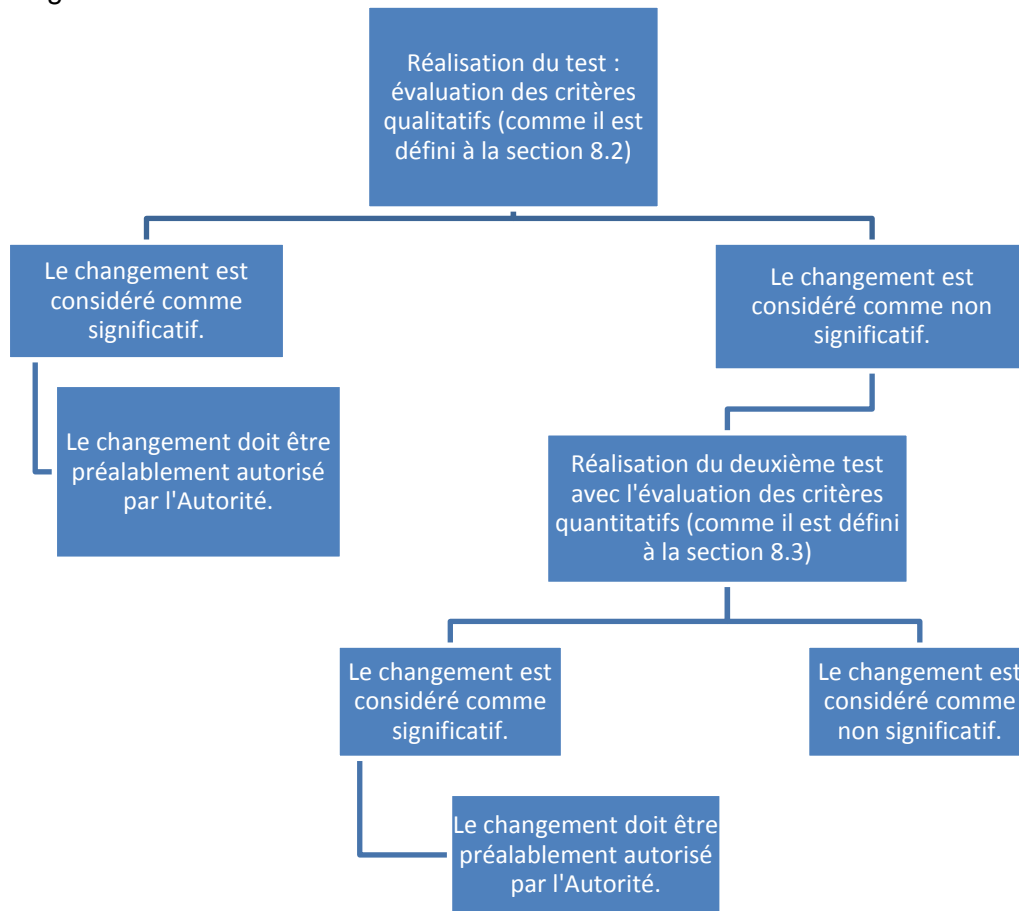 Réalisation du test :
évaluation des critères
qualitatifs (comme il est
défini à la section 8.2)
Le changement est
considéré comme
significatif.
Le changement est
considéré comme non
significatif.
Le changement doit être
préalablement autorisé
par l'Autorité.
Réalisation du deuxième test
avec l'évaluation des critères
quantitatifs (comme il est défini
à la section 8.3)
Le changement est
considéré comme
significatif.
Le changement est
considéré comme
non significatif.
Le changement doit être
préalablement autorisé
par l'Autorité.